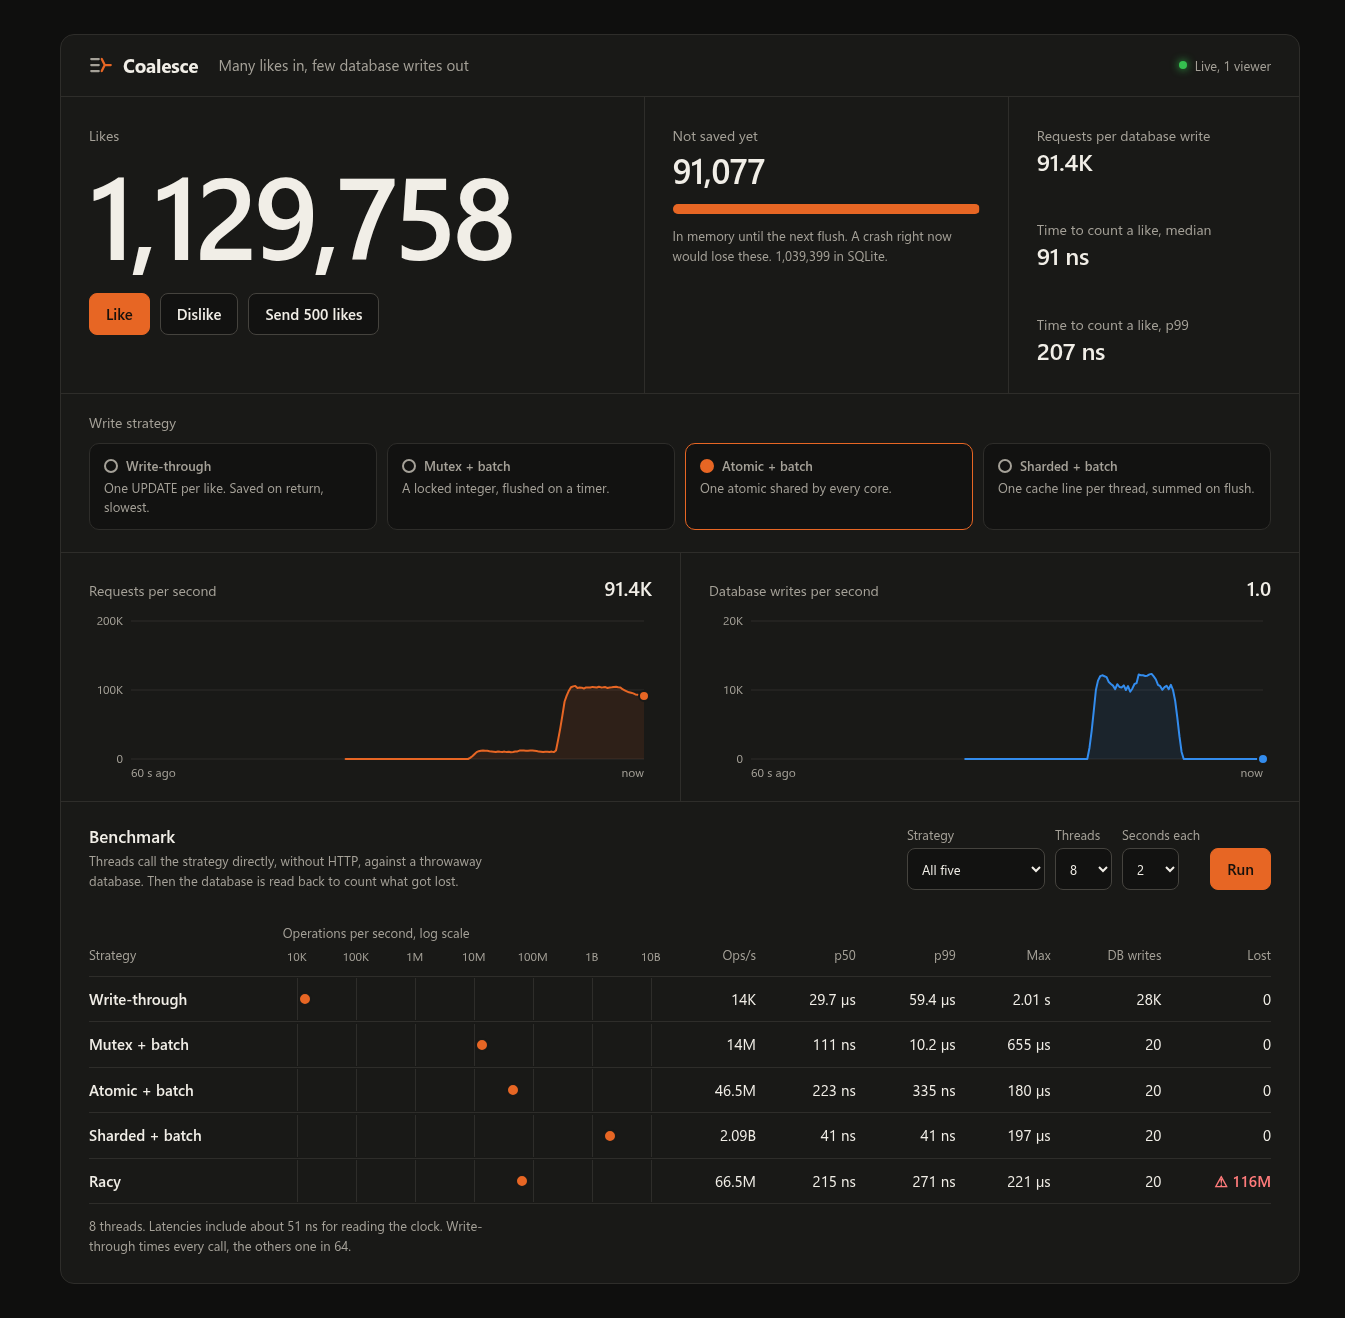 Coalesce
Many likes in, few database writes out
Live, 1 viewer
Likes
1,129,758
Like
Dislike
Send 500 likes
Not saved yet
91,077
In memory until the next flush. A crash right now
would lose these. 1,039,399 in SQLite.
Requests per database write
91.4K
Time to count a like, median
91 ns
Time to count a like, p99
207 ns
Write strategy
Write-through
One UPDATE per like. Saved on return,
slowest.
Mutex + batch
A locked integer, flushed on a timer.
Atomic + batch
One atomic shared by every core.
Sharded + batch
One cache line per thread, summed on flush.
Requests per second
91.4K
200K
100K
0
60 s ago
now
Database writes per second
1.0
20K
10K
0
60 s ago
now
Benchmark
Threads call the strategy directly, without HTTP, against a throwaway
database. Then the database is read back to count what got lost.
Strategy
All five
Threads
8
Seconds each
2
Run
Operations per second, log scale
Strategy 10K 100K 1M 10M 100M 1B 10B Ops/s p50 p99 Max DB writes Lost
Write-through 14K 29.7 µs 59.4 µs 2.01 s 28K 0
Mutex + batch 14M 111 ns 10.2 µs 655 µs 20 0
Atomic + batch 46.5M 223 ns 335 ns 180 µs 20 0
Sharded + batch 2.09B 41 ns 41 ns 197 µs 20 0
Racy 66.5M 215 ns 271 ns 221 µs 20 ⚠ 116M
8 threads. Latencies include about 51 ns for reading the clock. Write-
through times every call, the others one in 64.